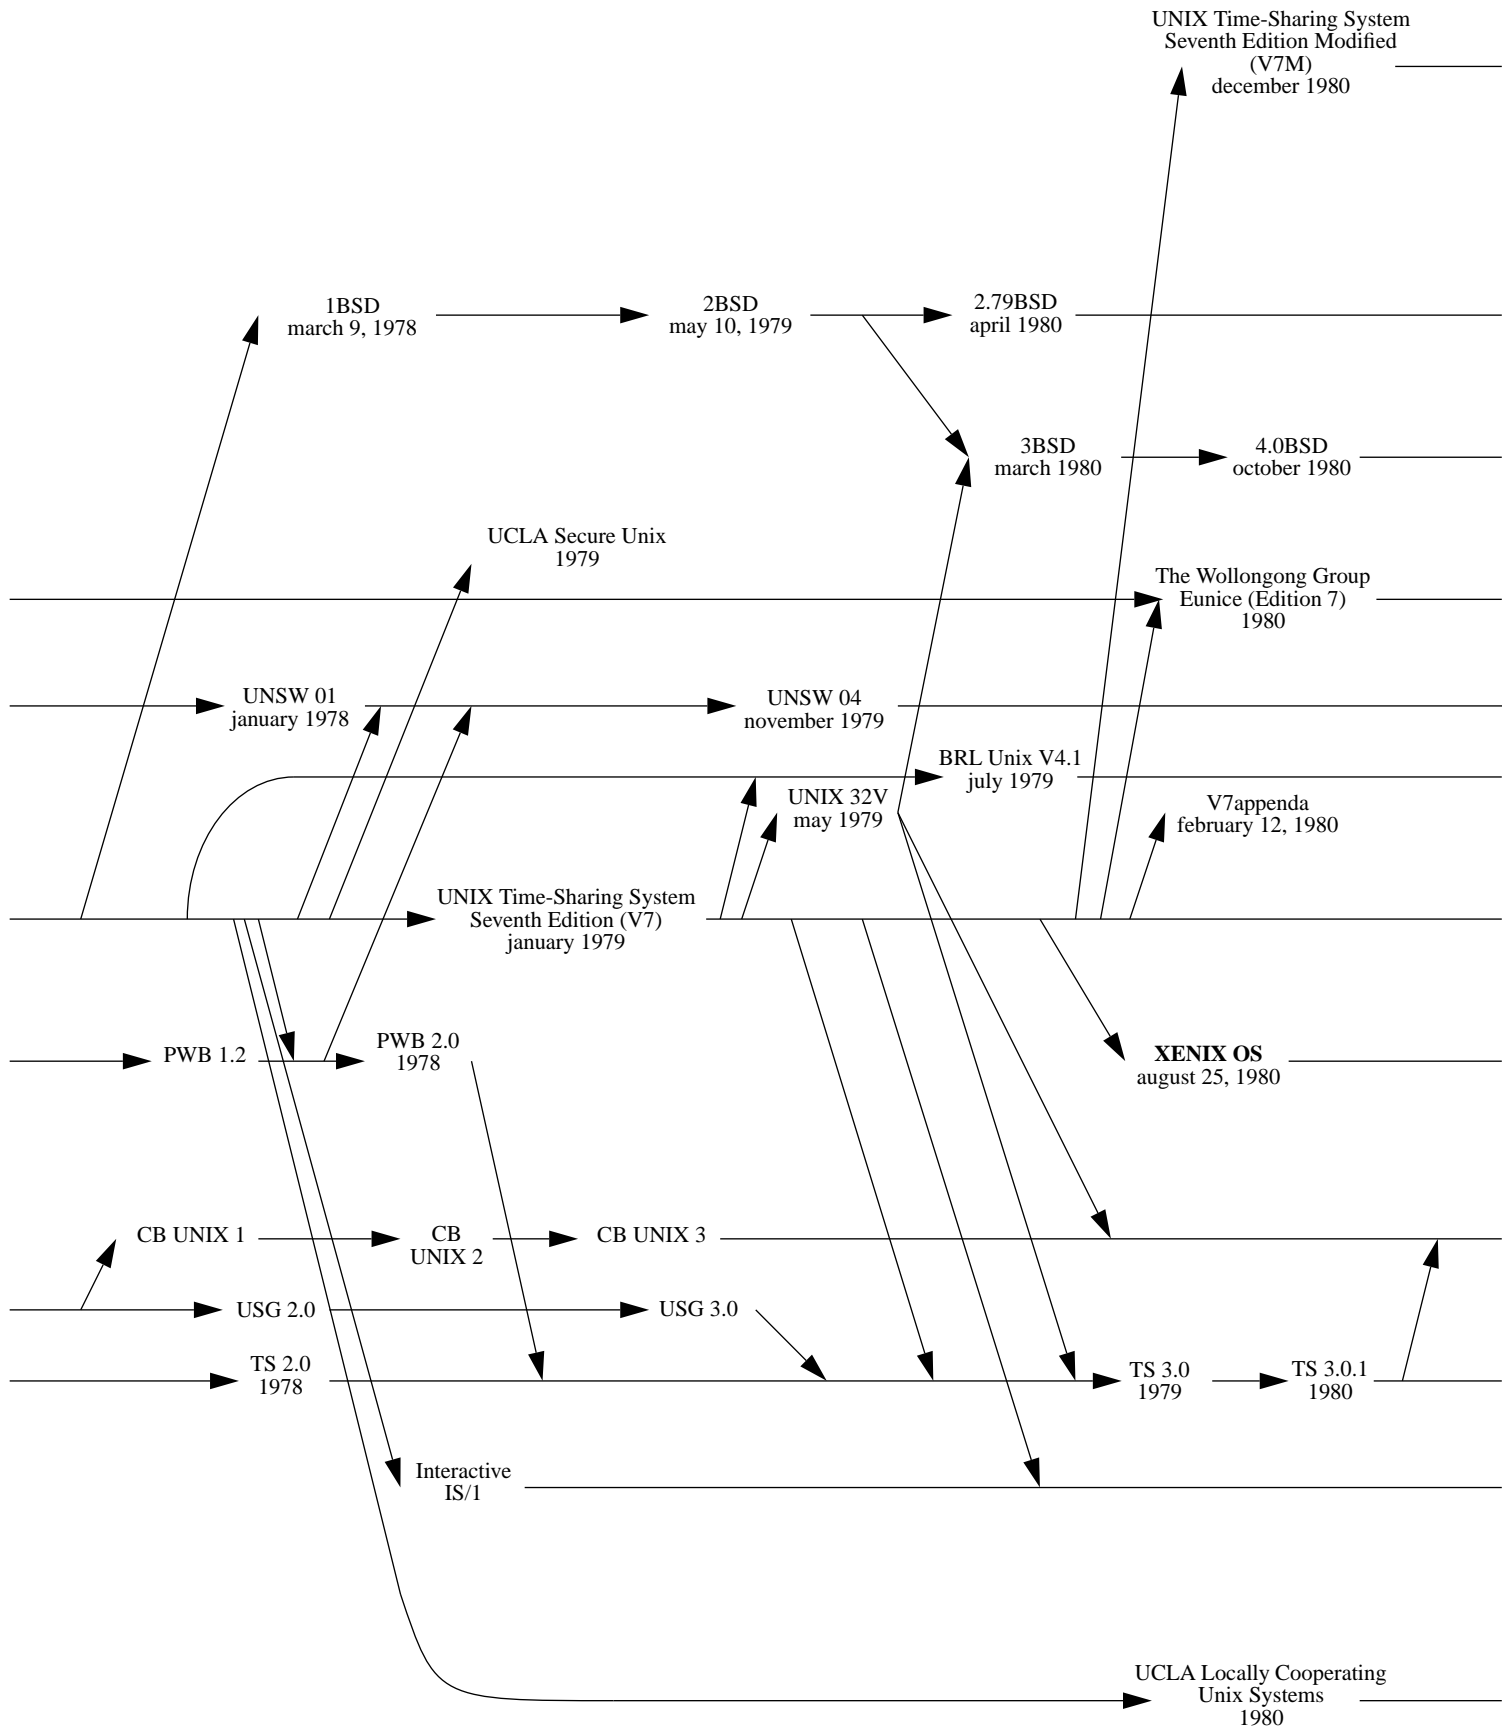 UNIX Time-Sharing System
Seventh Edition Modified
(V7M)
december 1980
1BSD
march 9, 1978
2BSD
may 10, 1979
2.79BSD
april 1980
3BSD
march 1980
4.0BSD
october 1980
UCLA Secure Unix
1979
The Wollongong Group
Eunice (Edition 7)
1980
UNSW 01
january 1978
UNSW 04
november 1979
BRL Unix V4.1
july 1979
UNIX 32V
may 1979
V7appenda
february 12, 1980
UNIX Time-Sharing System
Seventh Edition (V7)
january 1979
PWB 1.2
PWB 2.0
1978
XENIX OS
august 25, 1980
CB UNIX 1
CB
UNIX 2
CB UNIX 3
USG 2.0
USG 3.0
TS 2.0
1978
TS 3.0
1979
TS 3.0.1
1980
Interactive
IS/1
UCLA Locally Cooperating
Unix Systems
1980